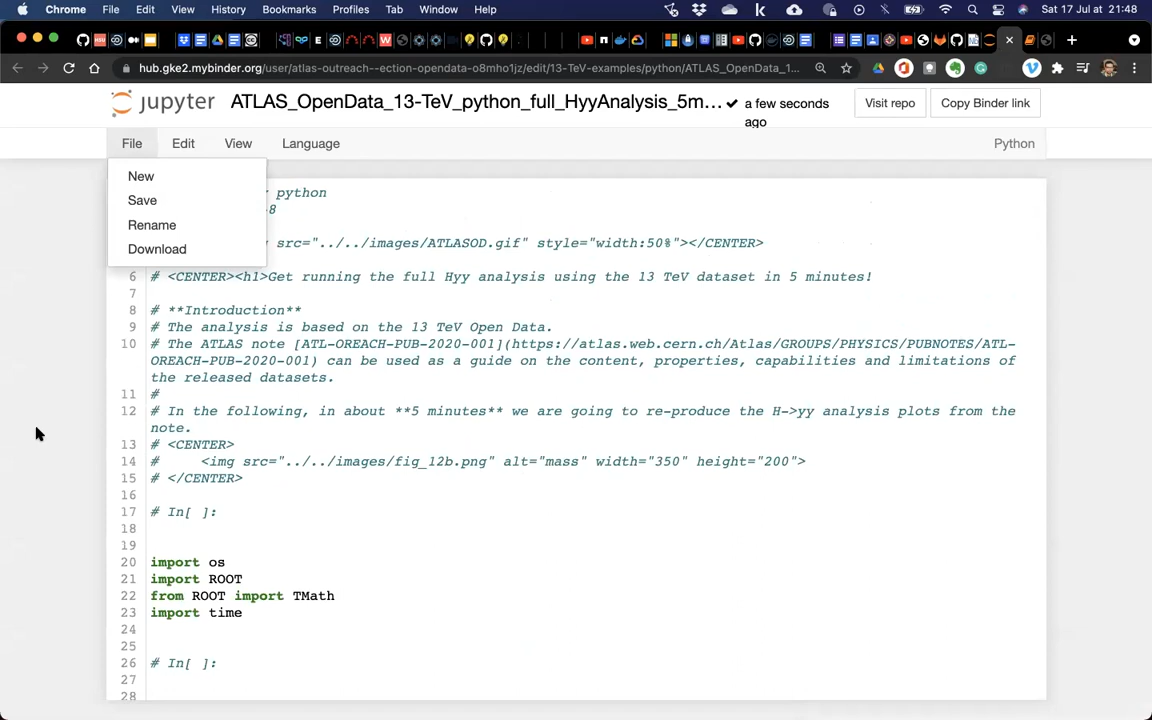 Chrome File Edit View History Bookmarks Profiles Tab Window Help Sat 17 Jul at 21:48
hub.gke2.mybinder.org/user/atlas-outreach--ection-opendata-o8mho1jz/edit/13-TeV-examples/python/ATLAS_OpenData_1...
jupyter ATLAS_OpenData_13-TeV_python_full_HyyAnalysis_5m... a few seconds ago Visit repo Copy Binder link
File Edit View Language Python
New
Save
Rename
Download
python
-8
src="../../images/ATLASOD.gif" style="width:50%"></CENTER>
6 # <CENTER><h1>Get running the full Hyy analysis using the 13 TeV dataset in 5 minutes!
7
8 # **Introduction**
9 # The analysis is based on the 13 TeV Open Data.
10 # The ATLAS note [ATL-OREACH-PUB-2020-001](https://atlas.web.cern.ch/Atlas/GROUPS/PHYSICS/PUBNOTES/ATL-
OREACH-PUB-2020-001) can be used as a guide on the content, properties, capabilities and limitations of
the released datasets.
11 #
12 # In the following, in about **5 minutes** we are going to re-produce the H->yy analysis plots from the
note.
13 # <CENTER>
14 # <img src="../../images/fig_12b.png" alt="mass" width="350" height="200">
15 # </CENTER>
16
17 # In[ ]:
18
19
20 import os
21 import ROOT
22 from ROOT import TMath
23 import time
24
25
26 # In[ ]:
27
28